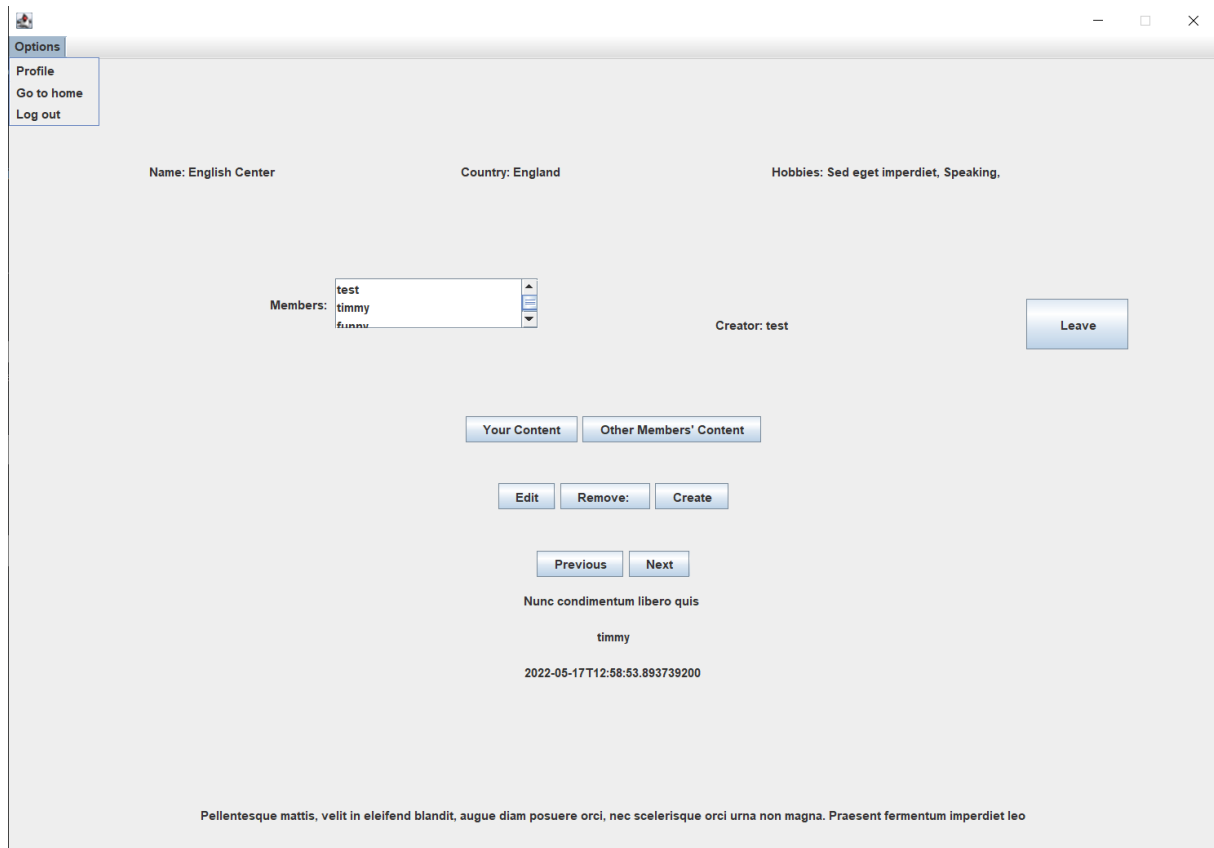 Options
Profile
Go to home
Log out
Name: English Center Country: England Hobbies: Sed eget imperdiet, Speaking,
test
Members: timmy
funny
Creator: test Leave
Your Content Other Members' Content
Edit Remove: Create
Previous Next
Nunc condimentum libero quis
timmy
2022-05-17T12:58:53.893739200
Pellentesque mattis, velit in eleifend blandit, augue diam posuere orci, nec scelerisque orci urna non magna. Praesent fermentum imperdiet leo